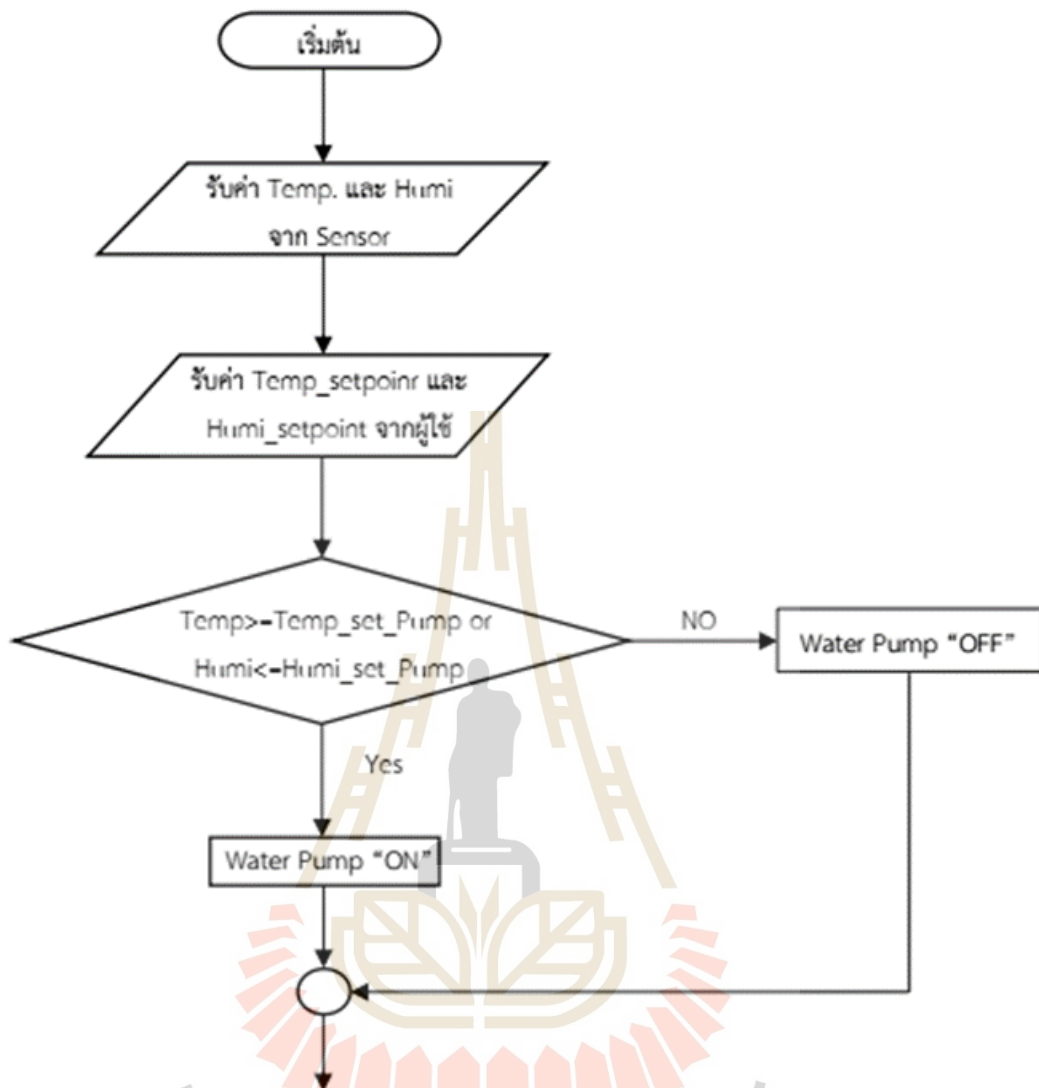 เริ่มต้น
รับค่า Temp. และ Humi
จาก Sensor
รับค่า Temp_setpoinr และ
Humi_setpoint จากผู้ใช้
Temp>=Temp_set_Pump or
Humi<=Humi_set_Pump
NO
Water Pump “OFF”
Yes
Water Pump “ON”